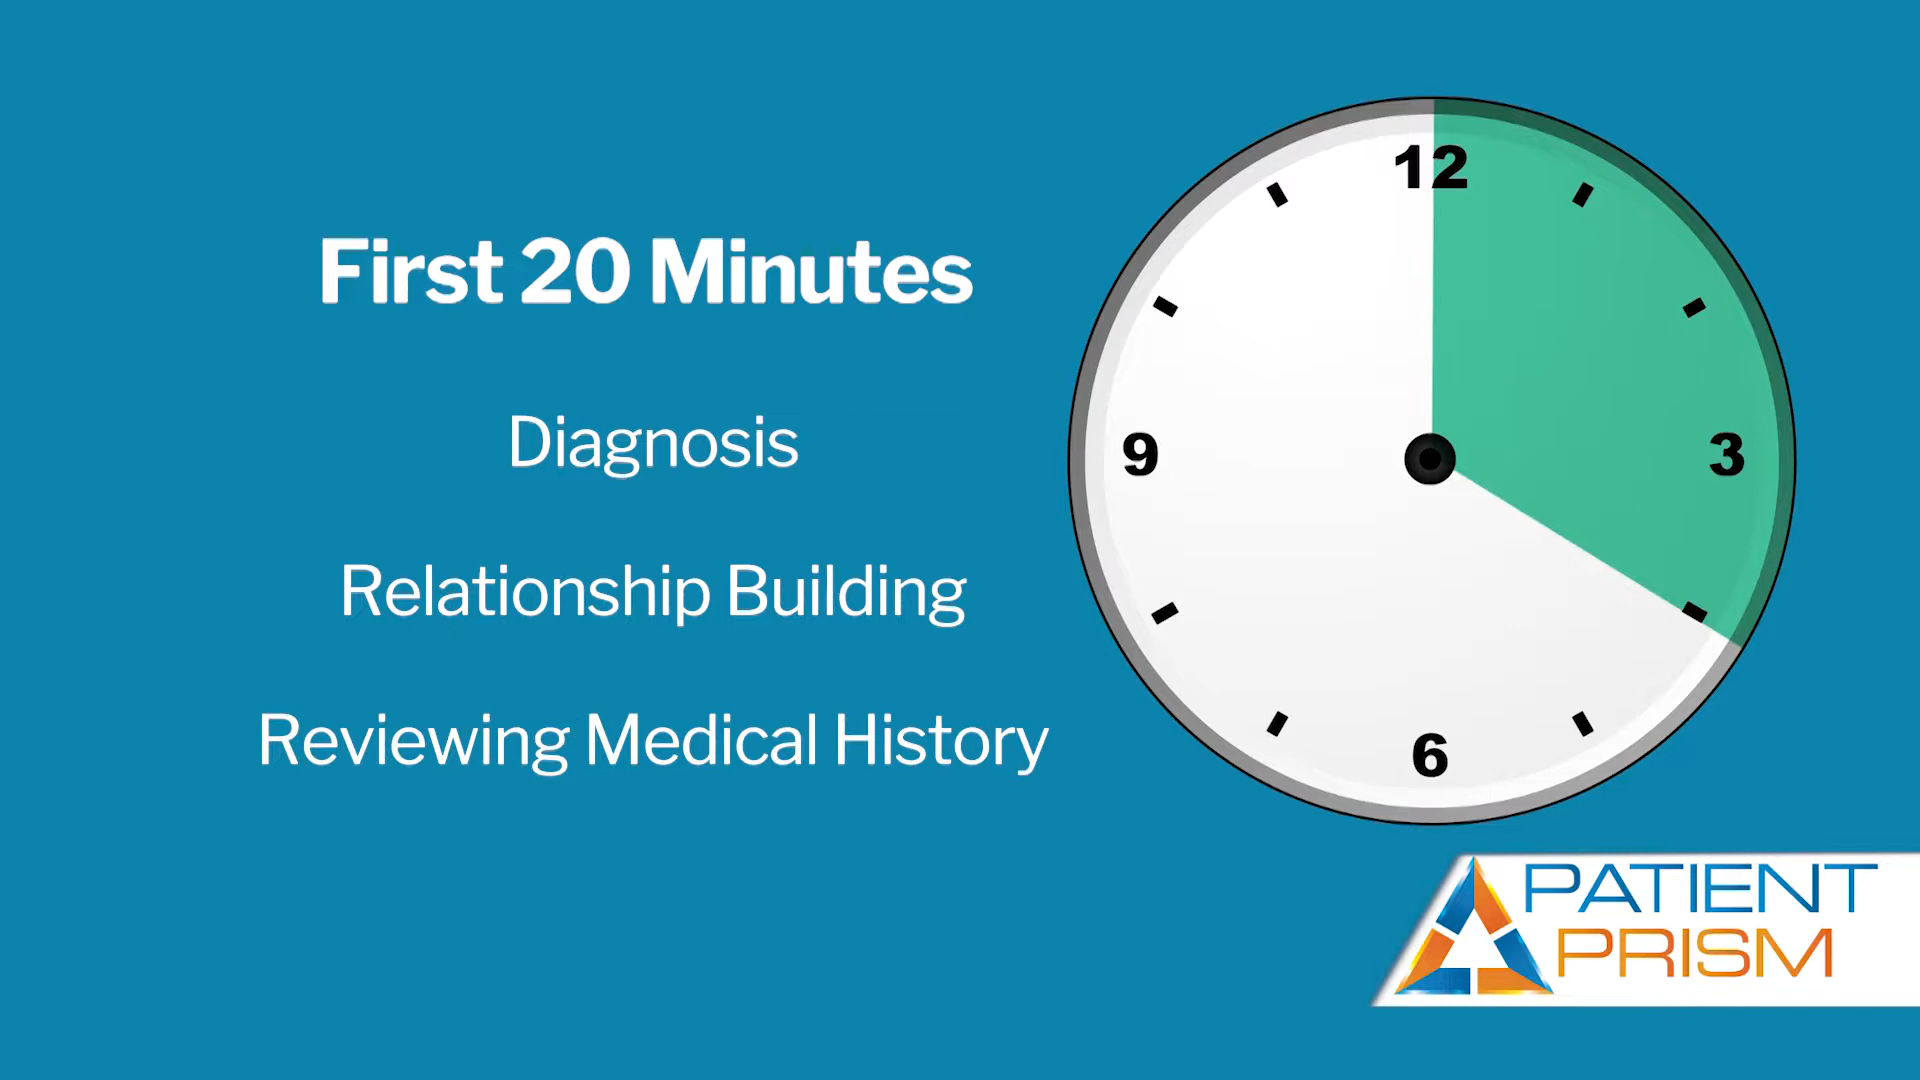 First 20 Minutes
Diagnosis
Relationship Building
Reviewing Medical History
12
9
3
6
PATIENT
PRISM